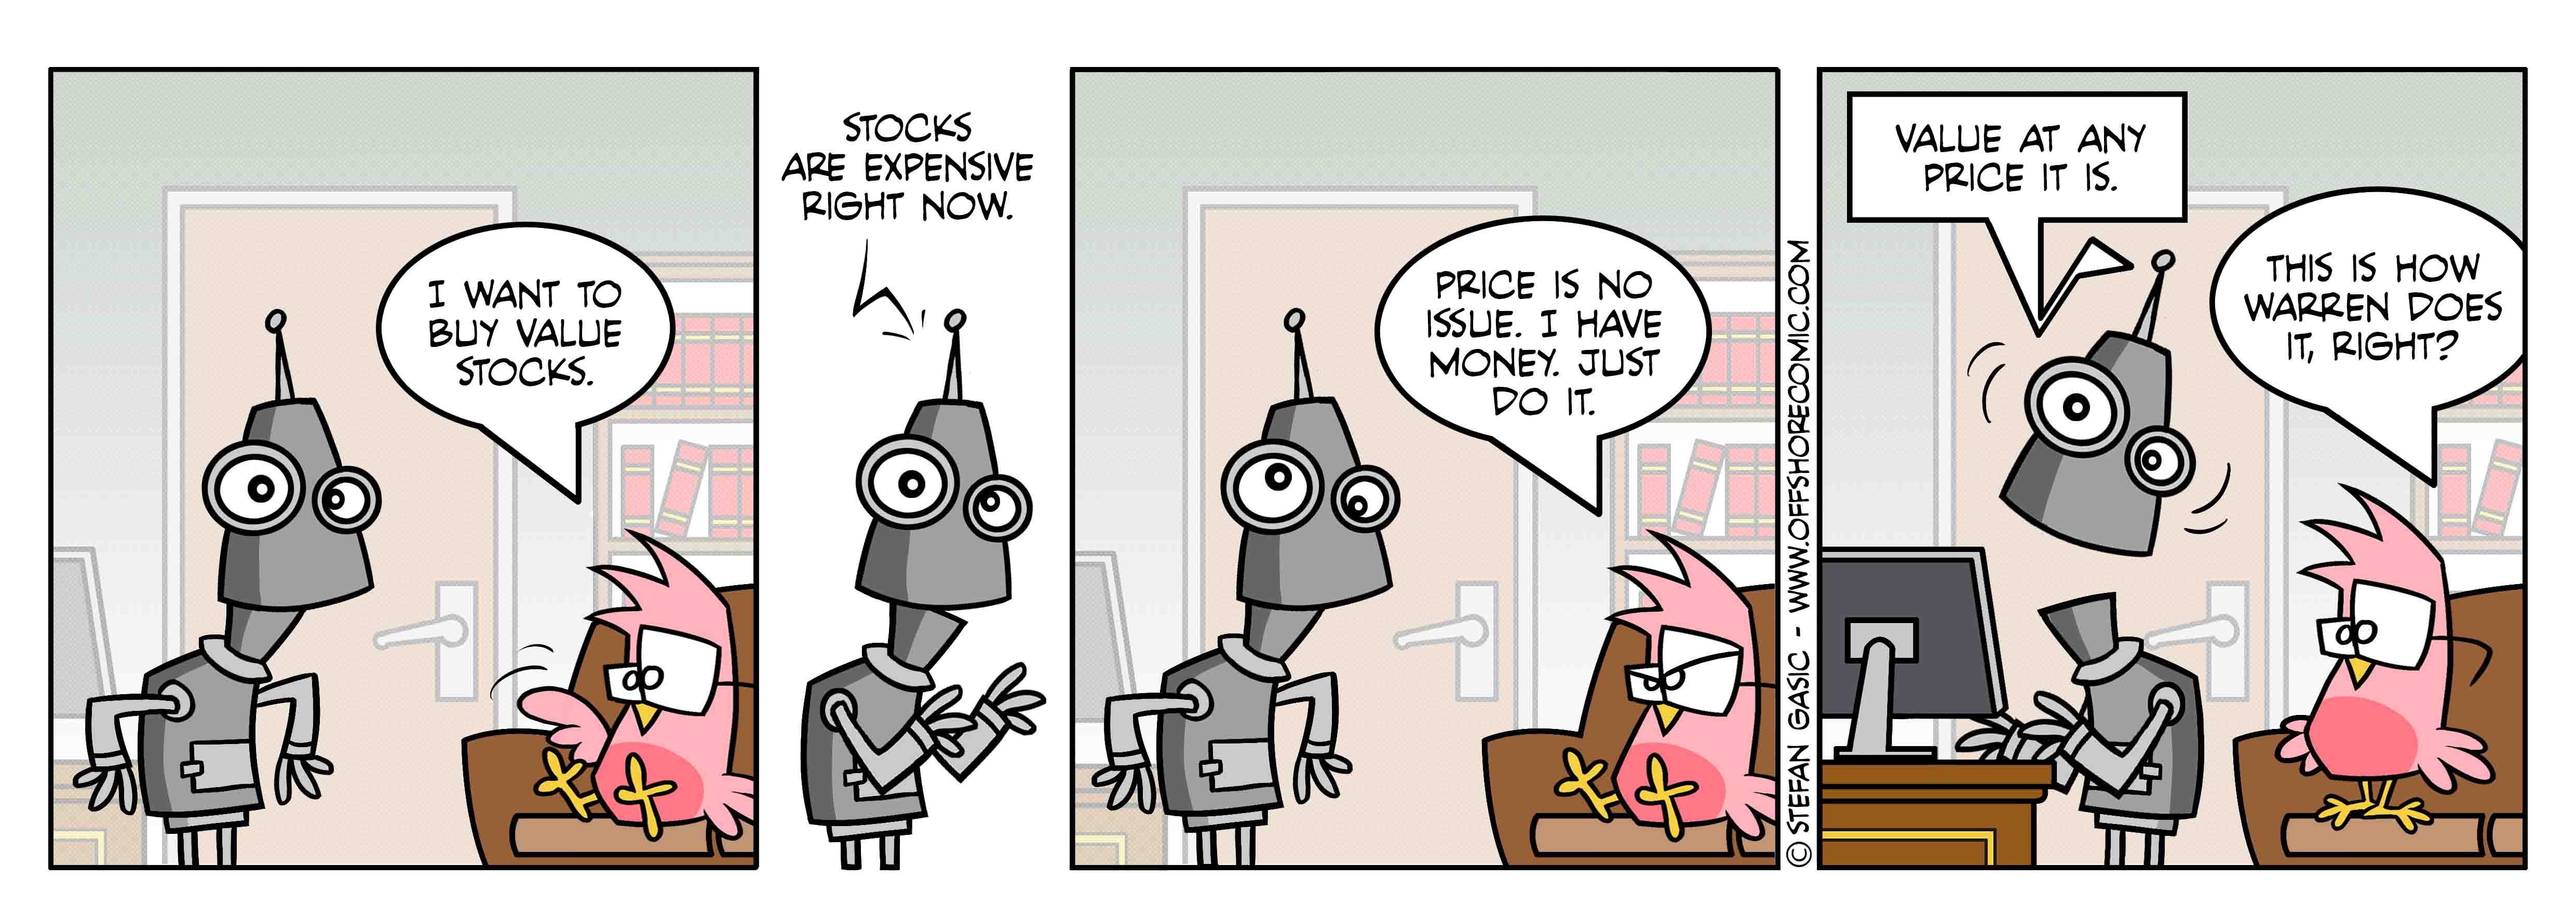 I WANT TO
BUY VALUE
STOCKS.
STOCKS
ARE EXPENSIVE
RIGHT NOW.
PRICE IS NO
ISSUE. I HAVE
MONEY. JUST
DO IT.
© STEFAN GASIC - WWW.OFFSHORECOMIC.COM
VALUE AT ANY
PRICE IT IS.
THIS IS HOW
WARREN DOES
IT, RIGHT?